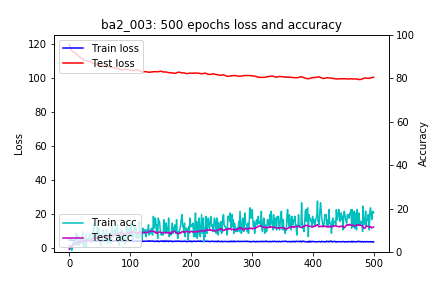 ba2_003: 500 epochs loss and accuracy
120
100
80
60
40
20
0
Loss
Train loss
Test loss
Train acc
Test acc
100
80
60
40
20
0
Accuracy
0 100 200 300 400 500